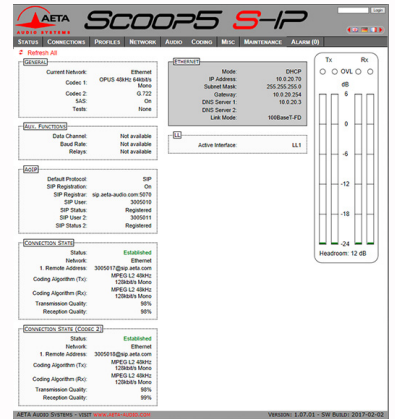 Login
AETA
AUDIO SYSTEMS
SCOOP5 S-IP
STATUS CONNECTIONS PROFILES NETWORK AUDIO CODING MISC MAINTENANCE ALARM (0)
Refresh All
GENERAL
Current Network: Ethernet
Codec 1: OPUS 48kHz 64kbit/s Mono
Codec 2: G.722
SAS: On
Tests: None
AUX. FUNCTIONS
Data Channel: Not available
Baud Rate: Not available
Relays: Not available
AOIP
Default Protocol: SIP
SIP Registration: On
SIP Registrar: sip.aeta-audio.com:5070
SIP User: 3005010
SIP Status: Registered
SIP User 2: 3005011
SIP Status 2: Registered
CONNECTION STATE
Status: Established
Network: Ethernet
1. Remote Address: 3005017@sip.aeta.com
Coding Algorithm (Tx): MPEG L2 48kHz 128kbit/s Mono
Coding Algorithm (Rx): MPEG L2 48kHz 128kbit/s Mono
Transmission Quality: 98%
Reception Quality: 98%
CONNECTION STATE (CODEC 2)
Status: Established
Network: Ethernet
1. Remote Address: 3005018@sip.aeta.com
Coding Algorithm (Tx): MPEG L2 48kHz 128kbit/s Mono
Coding Algorithm (Rx): MPEG L2 48kHz 128kbit/s Mono
Transmission Quality: 98%
Reception Quality: 99%
ETHERNET
Mode: DHCP
IP Address: 10.0.20.70
Subnet Mask: 255.255.255.0
Gateway: 10.0.20.254
DNS Server 1: 10.0.20.3
DNS Server 2:
Link Mode: 100BaseT-FD
LL
Active Interface: LL1
Tx Rx
OVL
dB
6
0
-6
-12
-18
-24
Headroom: 12 dB
AETA AUDIO SYSTEMS - VISIT WWW.AETA-AUDIO.COM
VERSION: 1.07.01 - SW BUILD: 2017-02-02